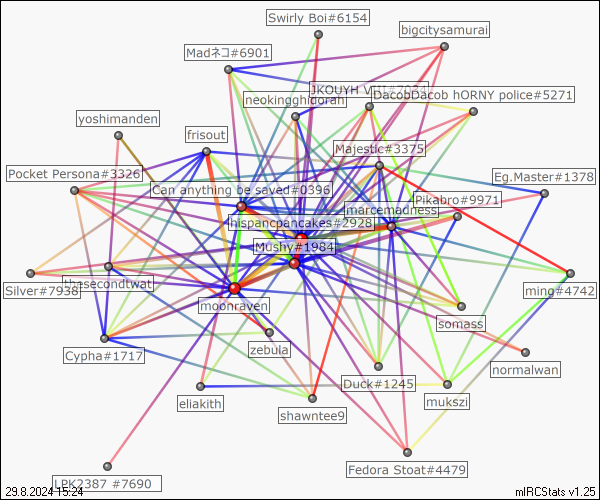 Swirly Boi#6154
bigcitysamurai
Madネコ#6901
JKOUYH
DacobDacob hORNY police#5271
neokingghidorah
yoshimanden
frisout
Majestic#3375
Pocket Persona#3326
Eg.Master#1378
Can anything be saved#0396
Pikabro#9971
marcemadness
hispancpancakes#2928
Mushy#1984
Silver#7938
thesecondtwat
ming#4742
moonraven
somass
zebula
Cypha#1717
normalwan
Duck#1245
eliakith
mukszi
shawntee9
Fedora Stoat#4479
LPK2387 #7690
29.8.2024 15:24
mIRCStats v1.25